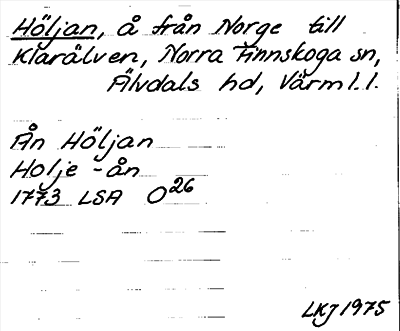 Höljan, å från Norge till
Klarälven, Norra Finnskoga sn,
Älvdals hd, Värml. l.
Ån Höljan
Holje-ån
1773 LSA O26
LKJ 1975